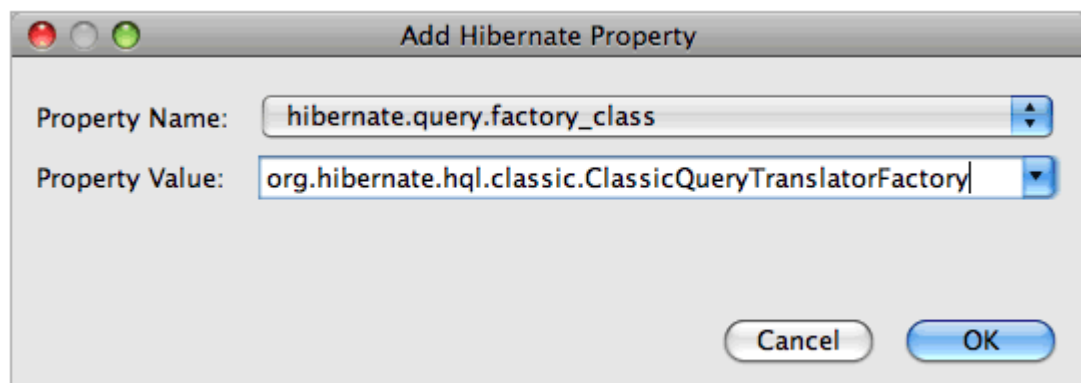 Add Hibernate Property
Property Name: hibernate.query.factory_class
Property Value: org.hibernate.hql.classic.ClassicQueryTranslatorFactory
Cancel OK